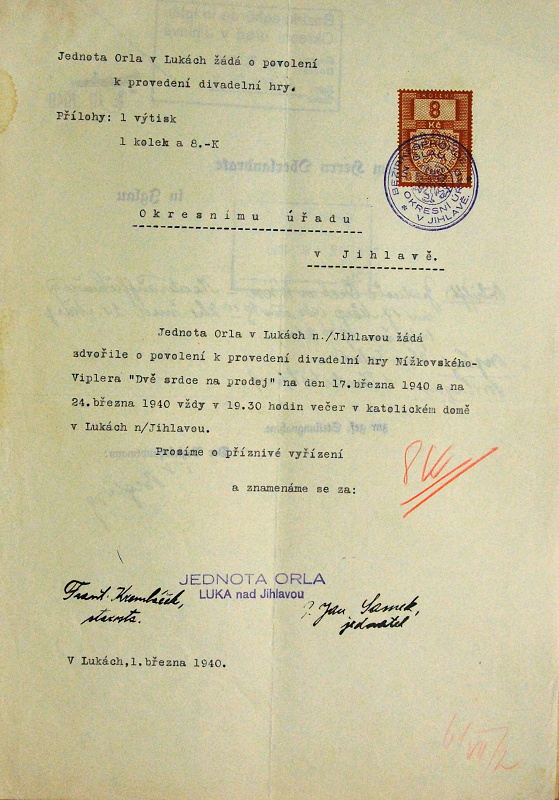 Jednota Orla v Lukách žádá o povolení
k provedení divadelní hry.
Přílohy: 1 výtisk
1 kolek a 8.-K
8
Kč
OKRESNÍ ÚŘAD
V JIHLAVĚ
Okresnímu úřadu
v Jihlavě.
Jednota Orla v Lukách n./Jihlavou žádá
zdvořile o povolení k provedení divadelní hry Nížkovského-
Viplera "Dvě srdce na prodej" na den 17.března 1940 a na
24.března 1940 vždy v 19.30 hodin večer v katolickém domě
v Lukách n/Jihlavou.
Prosíme o příznivé vyřízení
8K
a znamenáme se za:
JEDNOTA ORLA
LUKA nad Jihlavou
Frant.
starosta.
Jan Samek,
jednatel
V Lukách,1.března 1940.